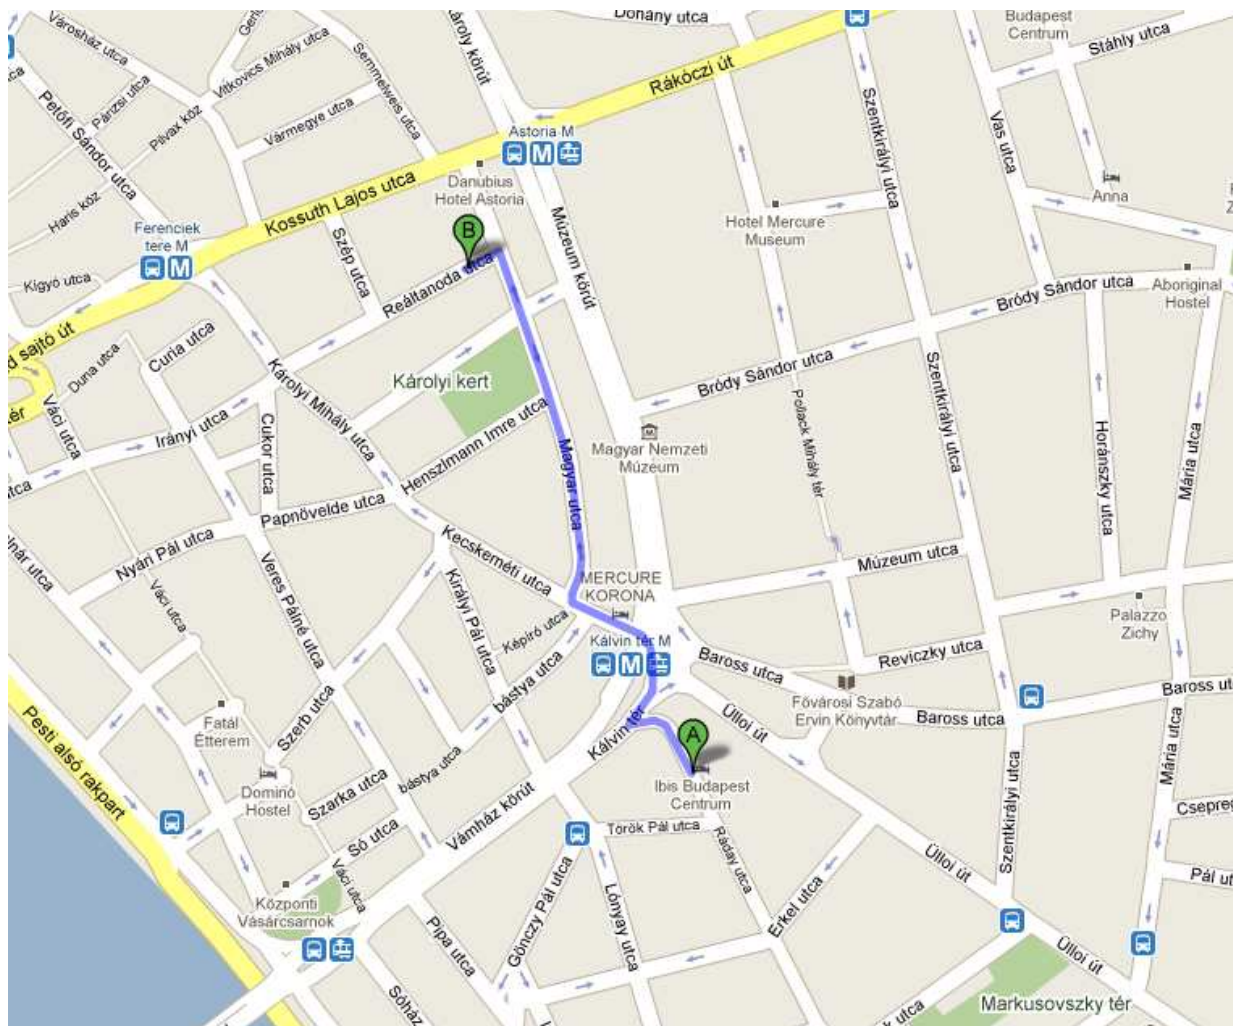 Városház utca
Vitkovics Mihály utca
Semmelweis utca
Károly körút
Dohány utca
Budapest
Centrum
Stáhly utca
Petőfi Sándor utca
Párizsi utca
Pilvax köz
Vármegye utca
Rákóczi út
Szentkirályi utca
Vas utca
Astoria M
M
Haris köz
Kossuth Lajos utca
Danubius
Hotel Astoria
Anna
Ferenciek
tere M
M
Szép utca
B
Múzeum körút
Hotel Mercure
Museum
Kígyó utca
Reáltanoda utca
Bródy Sándor utca
Aboriginal
Hostel
d sajtó út
Duna utca
Curia utca
Károlyi kert
Bródy Sándor utca
Szentkirályi utca
tér
Váci utca
Irányi utca
Cukor utca
Károlyi Mihály utca
Henszlmann Imre utca
Magyar utca
Magyar Nemzeti
Múzeum
Pollack Mihály tér
Horánszky utca
Mária utca
tca
Papnövelde utca
Nyári Pál utca
Kecskeméti utca
Múzeum utca
lnár utca
Váci utca
Veres Pálné utca
Királyi Pál utca
MERCURE
KORONA
Képíró utca
Kálvin tér M
M
Palazzo
Zichy
bástya utca
Baross utca
Reviczky utca
Szerb utca
Fővárosi Szabó
Ervin Könyvtár
Baross utca
Baross ut
Fatál
Étterem
Kálvin tér
Ülloi út
A
Pesti alsó rakpart
bástya utca
Ibis Budapest
Centrum
Mária utca
Dominó
Hostel
Szarka utca
Vámház körút
Szentkirályi utca
Csepreg
Só utca
Török Pál utca
Ráday utca
Ülloi út
Váci utca
Pál ut
Központi
Vásárcsarnok
Pipa utca
Gönczy Pál utca
Lónyay utca
Erkel utca
Ülloi út
Sóház
Markusovszky tér
k utca